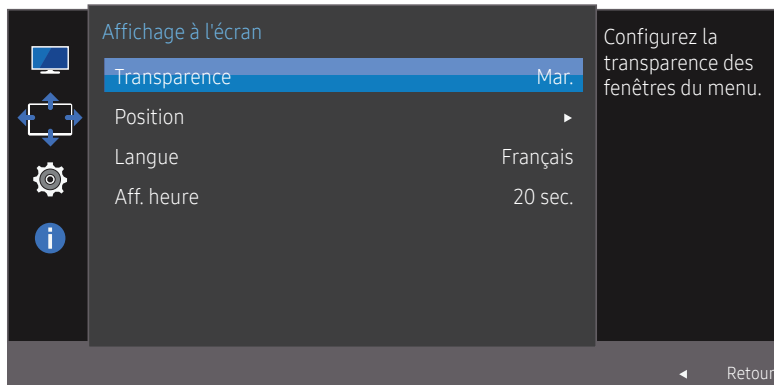 Affichage à l'écran
Transparence Mar.
Position ►
Langue Français
Aff. heure 20 sec.
Configurez la
transparence des
fenêtres du menu.
◄ Retour